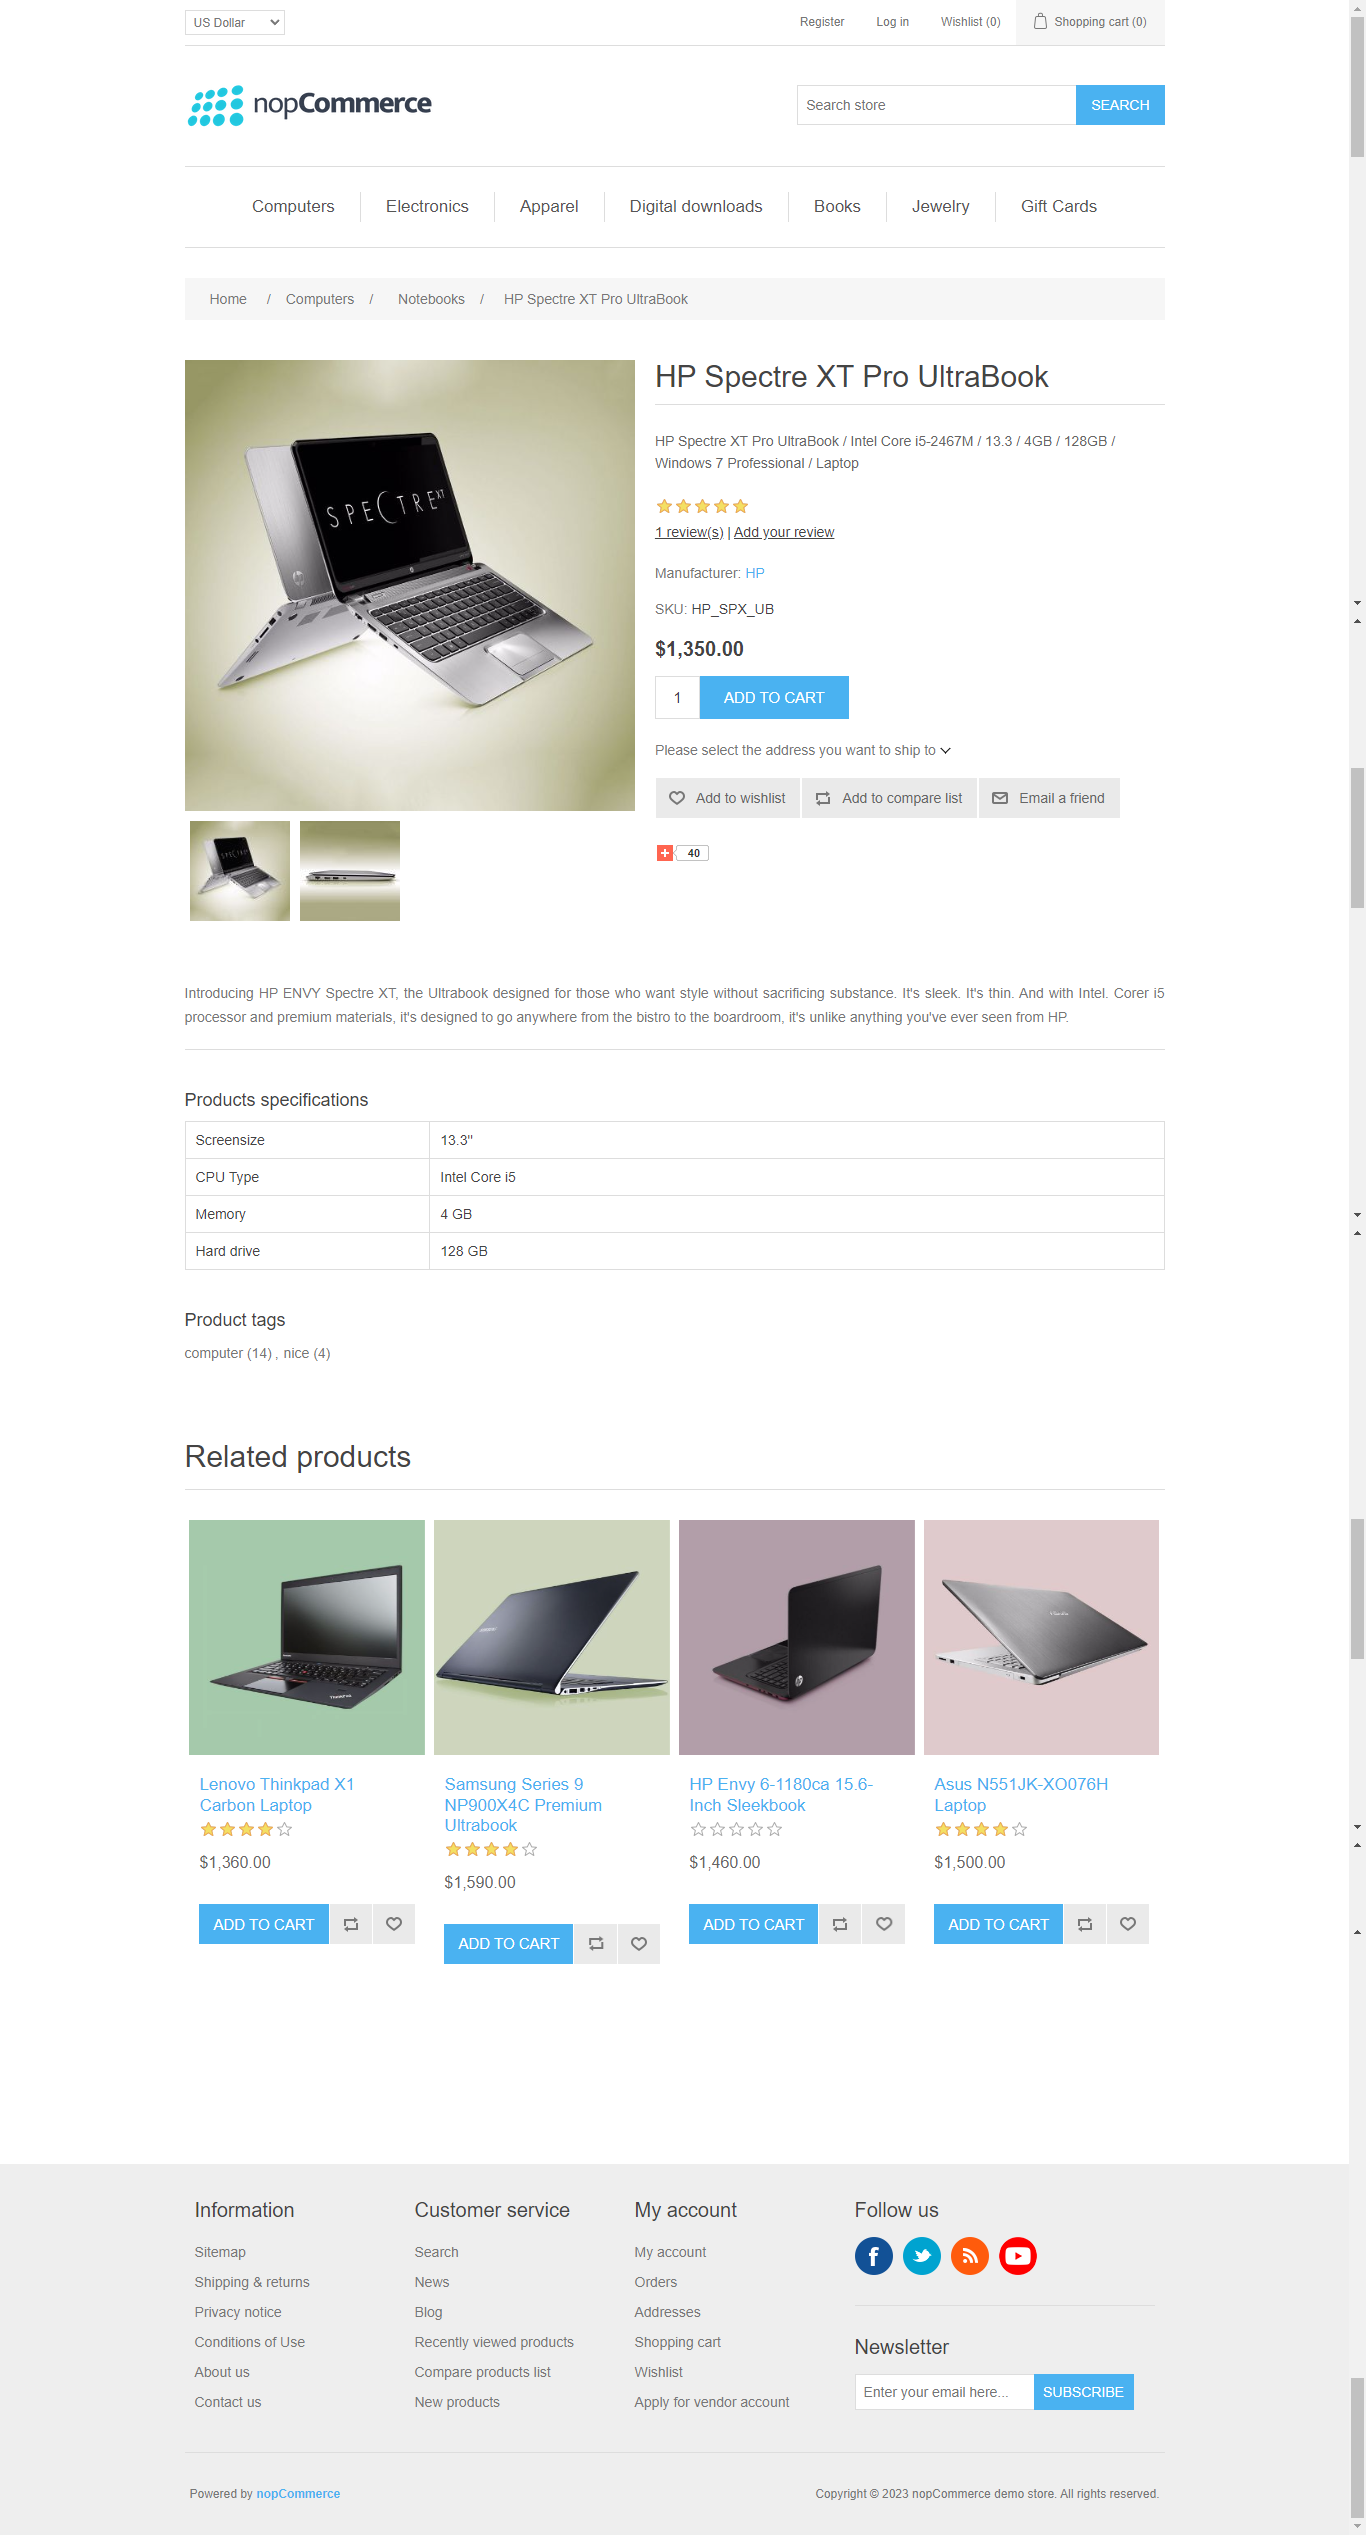 US Dollar
Register
Log in
Wishlist (0)
Shopping cart (0)
nopCommerce
Search store
SEARCH
Computers
Electronics
Apparel
Digital downloads
Books
Jewelry
Gift Cards
Home / Computers / Notebooks / HP Spectre XT Pro UltraBook
SPECTRE XT
HP Spectre XT Pro UltraBook
HP Spectre XT Pro UltraBook / Intel Core i5-2467M / 13.3 / 4GB / 128GB /
Windows 7 Professional / Laptop
1 review(s) | Add your review
Manufacturer: HP
SKU: HP_SPX_UB
$1,350.00
1
ADD TO CART
Please select the address you want to ship to
Add to wishlist
Add to compare list
Email a friend
40
Introducing HP ENVY Spectre XT, the Ultrabook designed for those who want style without sacrificing substance. It's sleek. It's thin. And with Intel. Corer i5
processor and premium materials, it's designed to go anywhere from the bistro to the boardroom, it's unlike anything you've ever seen from HP.
Products specifications
Screensize 13.3"
CPU Type Intel Core i5
Memory 4 GB
Hard drive 128 GB
Product tags
computer (14) , nice (4)
Related products
Lenovo Thinkpad X1
Carbon Laptop
$1,360.00
ADD TO CART
Samsung Series 9
NP900X4C Premium
Ultrabook
$1,590.00
ADD TO CART
HP Envy 6-1180ca 15.6-
Inch Sleekbook
$1,460.00
ADD TO CART
Asus N551JK-XO076H
Laptop
$1,500.00
ADD TO CART
Information
Sitemap
Shipping & returns
Privacy notice
Conditions of Use
About us
Contact us
Customer service
Search
News
Blog
Recently viewed products
Compare products list
New products
My account
My account
Orders
Addresses
Shopping cart
Wishlist
Apply for vendor account
Follow us
Newsletter
Enter your email here...
SUBSCRIBE
Powered by nopCommerce
Copyright © 2023 nopCommerce demo store. All rights reserved.